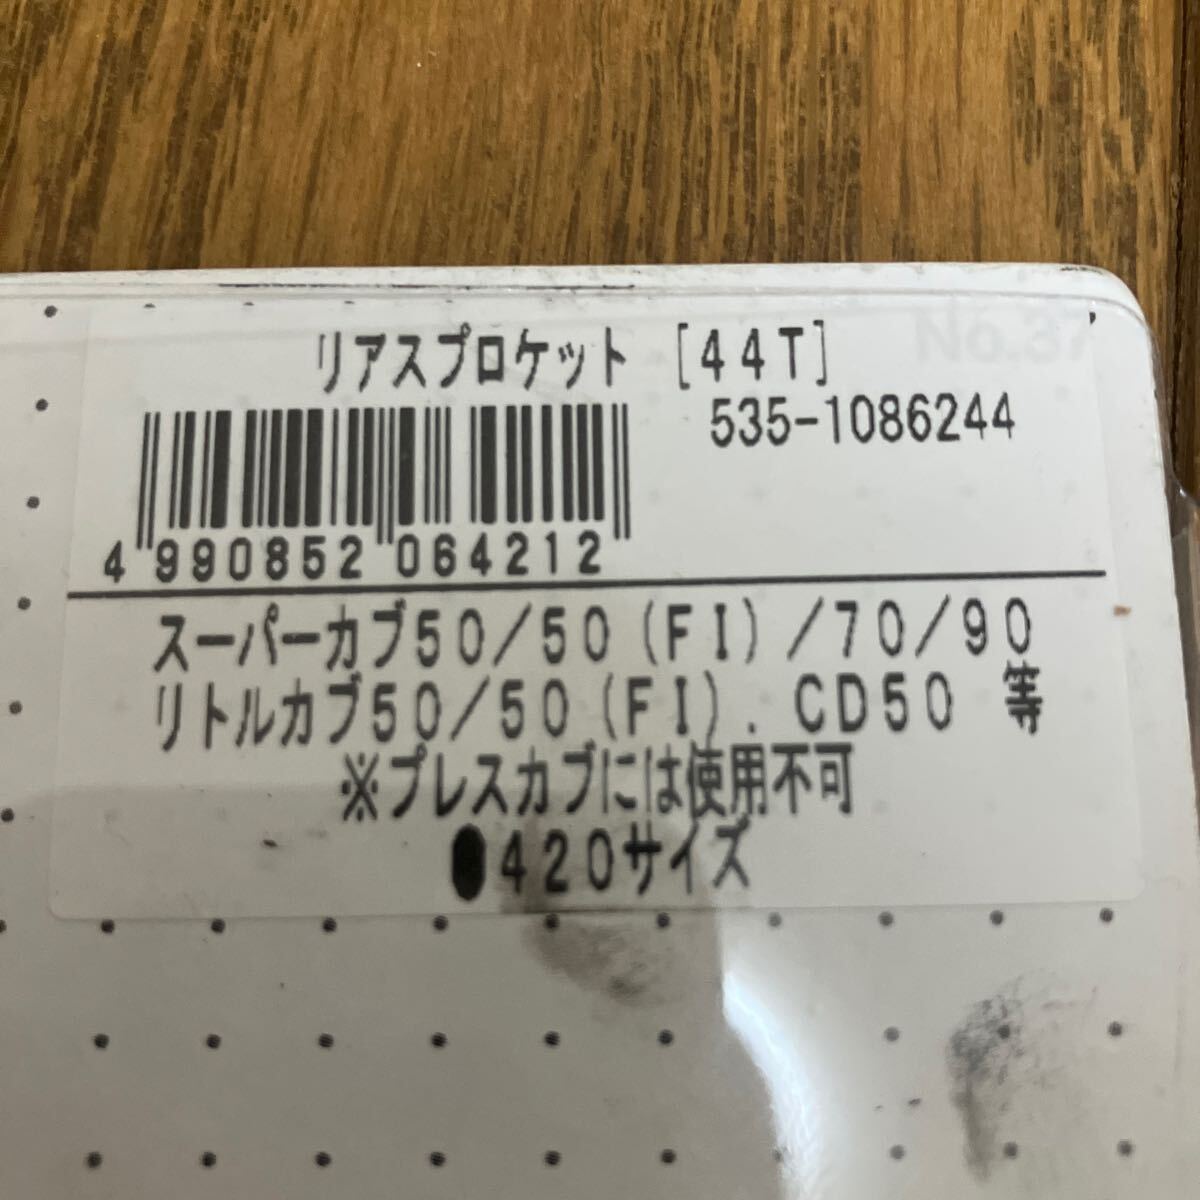 リアスプロケット [44T]
535-1086244
4 990852 064212
スーパーカブ50/50(FI)/70/90
リトルカブ50/50(FI). CD50 等
※プレスカブには使用不可
●420サイズ
No.37